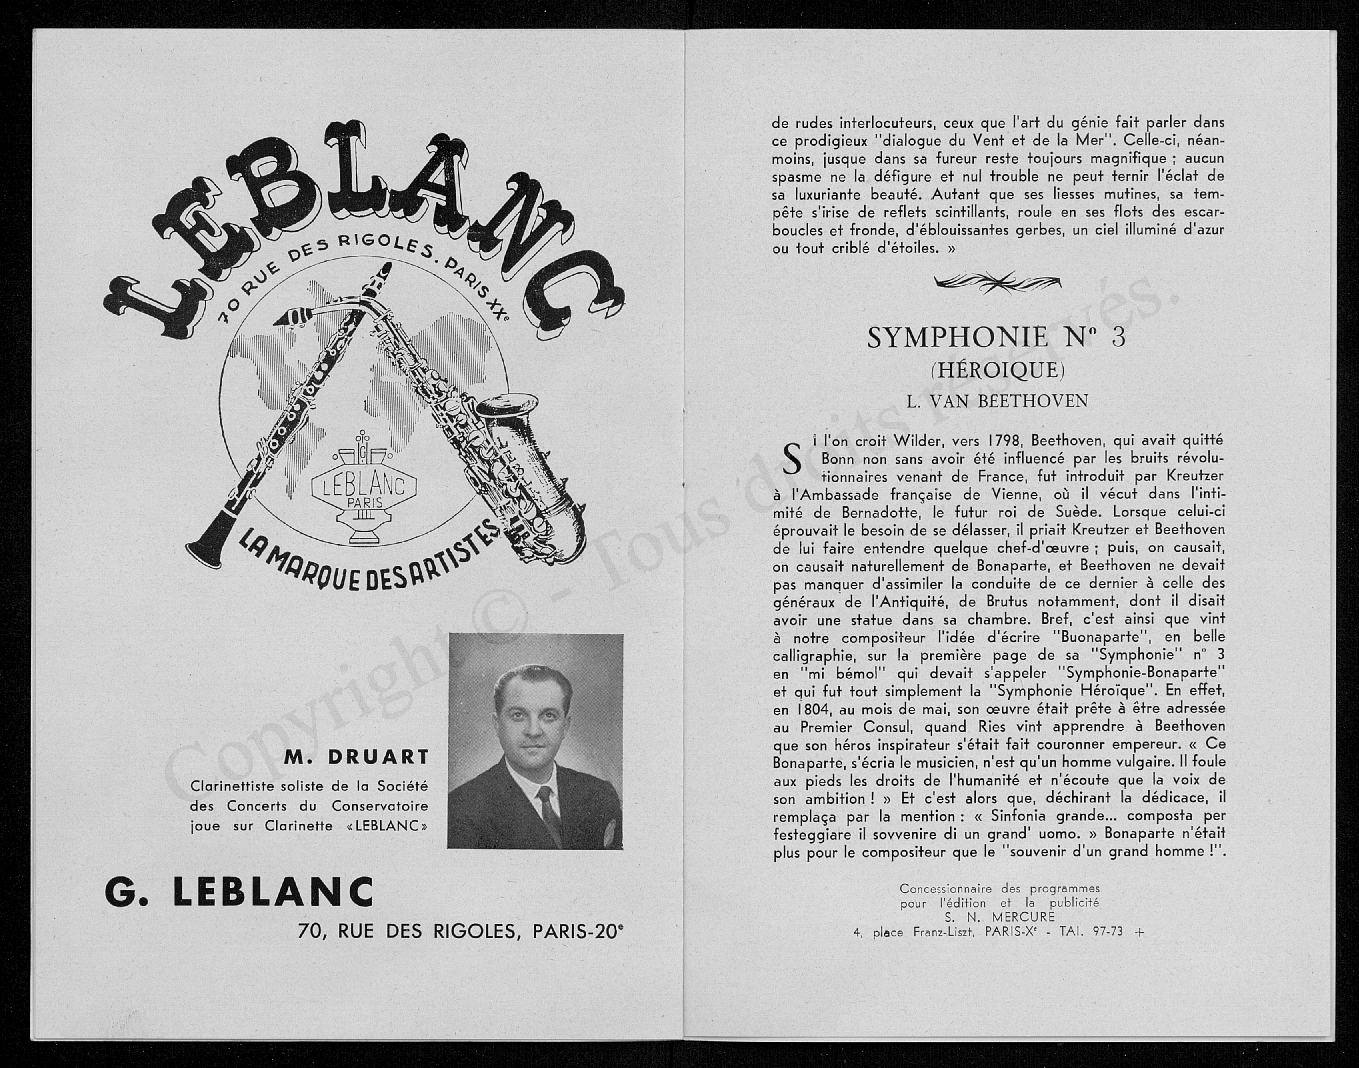 LEBLANC
70 RUE DES RIGOLES. PARIS XXe
LEBLANC
LEBLANC
PARIS
LA MARQUE DES ARTISTES
M. DRUART
Clarinettiste soliste de la Société
des Concerts du Conservatoire
joue sur Clarinette «LEBLANC»
G. LEBLANC
70, RUE DES RIGOLES, PARIS-20e
de rudes interlocuteurs, ceux que l'art du génie fait parler dans
ce prodigieux "dialogue du Vent et de la Mer". Celle-ci, néan-
moins, jusque dans sa fureur reste toujours magnifique ; aucun
spasme ne la défigure et nul trouble ne peut ternir l'éclat de
sa luxuriante beauté. Autant que ses liesses mutines, sa tem-
pête s'irise de reflets scintillants, roule en ses flots des escar-
boucles et fronde, d'éblouissantes gerbes, un ciel illuminé d'azur
ou tout criblé d'étoiles. »
SYMPHONIE No 3
(HÉROIQUE)
L. VAN BEETHOVEN
Si l'on croit Wilder, vers 1798, Beethoven, qui avait quitté
Bonn non sans avoir été influencé par les bruits révolu-
tionnaires venant de France, fut introduit par Kreutzer
à l'Ambassade française de Vienne, où il vécut dans l'inti-
mité de Bernadotte, le futur roi de Suède. Lorsque celui-ci
éprouvait le besoin de se délasser, il priait Kreutzer et Beethoven
de lui faire entendre quelque chef-d'œuvre ; puis, on causait,
on causait naturellement de Bonaparte, et Beethoven ne devait
pas manquer d'assimiler la conduite de ce dernier à celle des
généraux de l'Antiquité, de Brutus notamment, dont il disait
avoir une statue dans sa chambre. Bref, c'est ainsi que vint
à notre compositeur l'idée d'écrire "Buonaparte", en belle
calligraphie, sur la première page de sa "Symphonie" n° 3
en "mi bémol" qui devait s'appeler "Symphonie-Bonaparte"
et qui fut tout simplement la "Symphonie Héroïque". En effet,
en 1804, au mois de mai, son œuvre était prête à être adressée
au Premier Consul, quand Ries vint apprendre à Beethoven
que son héros inspirateur s'était fait couronner empereur. « Ce
Bonaparte, s'écria le musicien, n'est qu'un homme vulgaire. Il foule
aux pieds les droits de l'humanité et n'écoute que la voix de
son ambition ! » Et c'est alors que, déchirant la dédicace, il
remplaça par la mention : « Sinfonia grande... composta per
festeggiare il sovvenire di un grand' uomo. » Bonaparte n'était
plus pour le compositeur que le "souvenir d'un grand homme !".
Concessionnaire des programmes
pour l'édition et la publicité
S. N. MERCURE
4, place Franz-Liszt, PARIS-Xe - TAI. 97-73 +
Copyright © - Tous droits réservés.